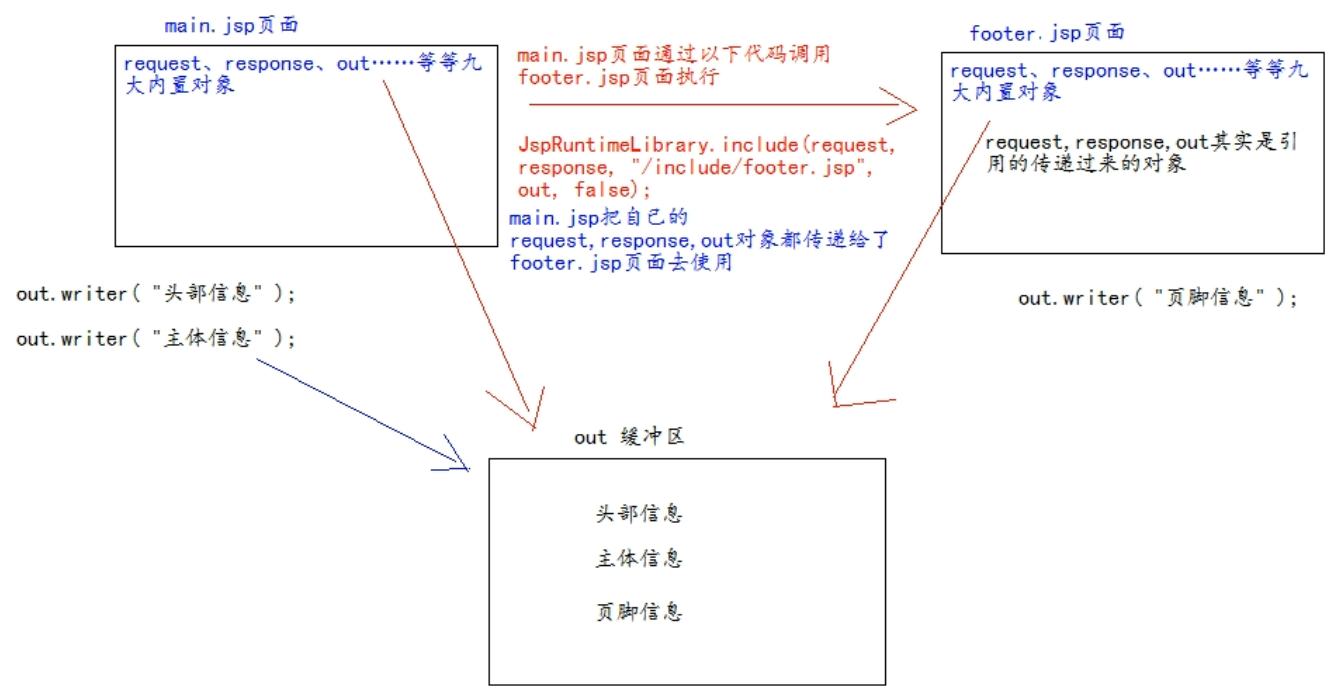 main.jsp页面
request、response、out……等等九
大内置对象
main.jsp页面通过以下代码调用
footer.jsp页面执行
JspRuntimeLibrary.include(request,
response, "/include/footer.jsp",
out, false);
main.jsp把自己的
request,response,out对象都传递给了
footer.jsp页面去使用
footer.jsp页面
request、response、out……等等九
大内置对象
request,response,out其实是引
用的传递过来的对象
out.writer( "头部信息" );
out.writer( "主体信息" );
out.writer( "页脚信息" );
out 缓冲区
头部信息
主体信息
页脚信息